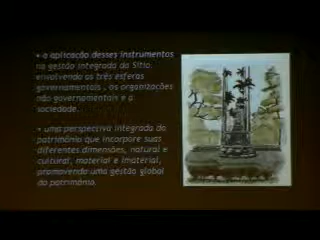 • a aplicação desses instrumentos
na gestão integrada do Sítio,
envolvendo as três esferas
governamentais, as organizações
não governamentais e a
sociedade.
• uma perspectiva integrada do
patrimônio que incorpore suas
diferentes dimensões, natural e
cultural, material e imaterial,
promovendo uma gestão global
do patrimônio.